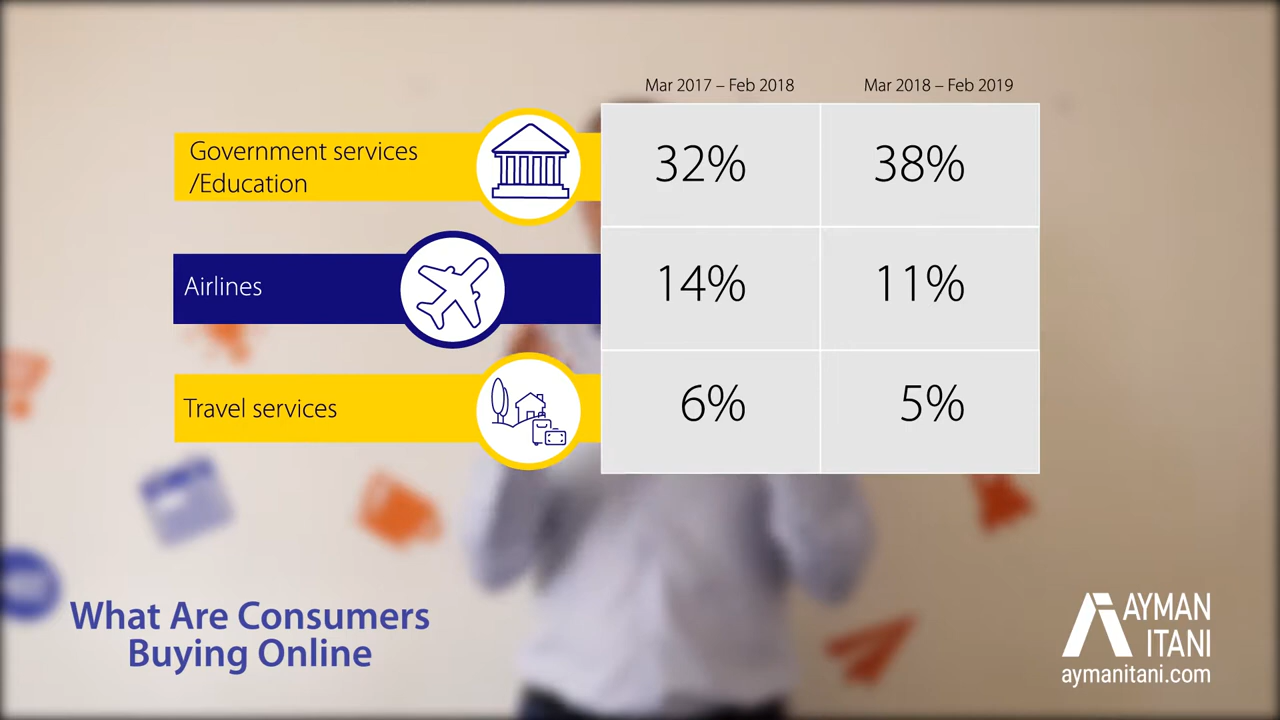 Mar 2017 – Feb 2018
Mar 2018 – Feb 2019
Government services
/Education
32%
38%
Airlines
14%
11%
Travel services
6%
5%
What Are Consumers
Buying Online
AYMAN
ITANI
aymanitani.com